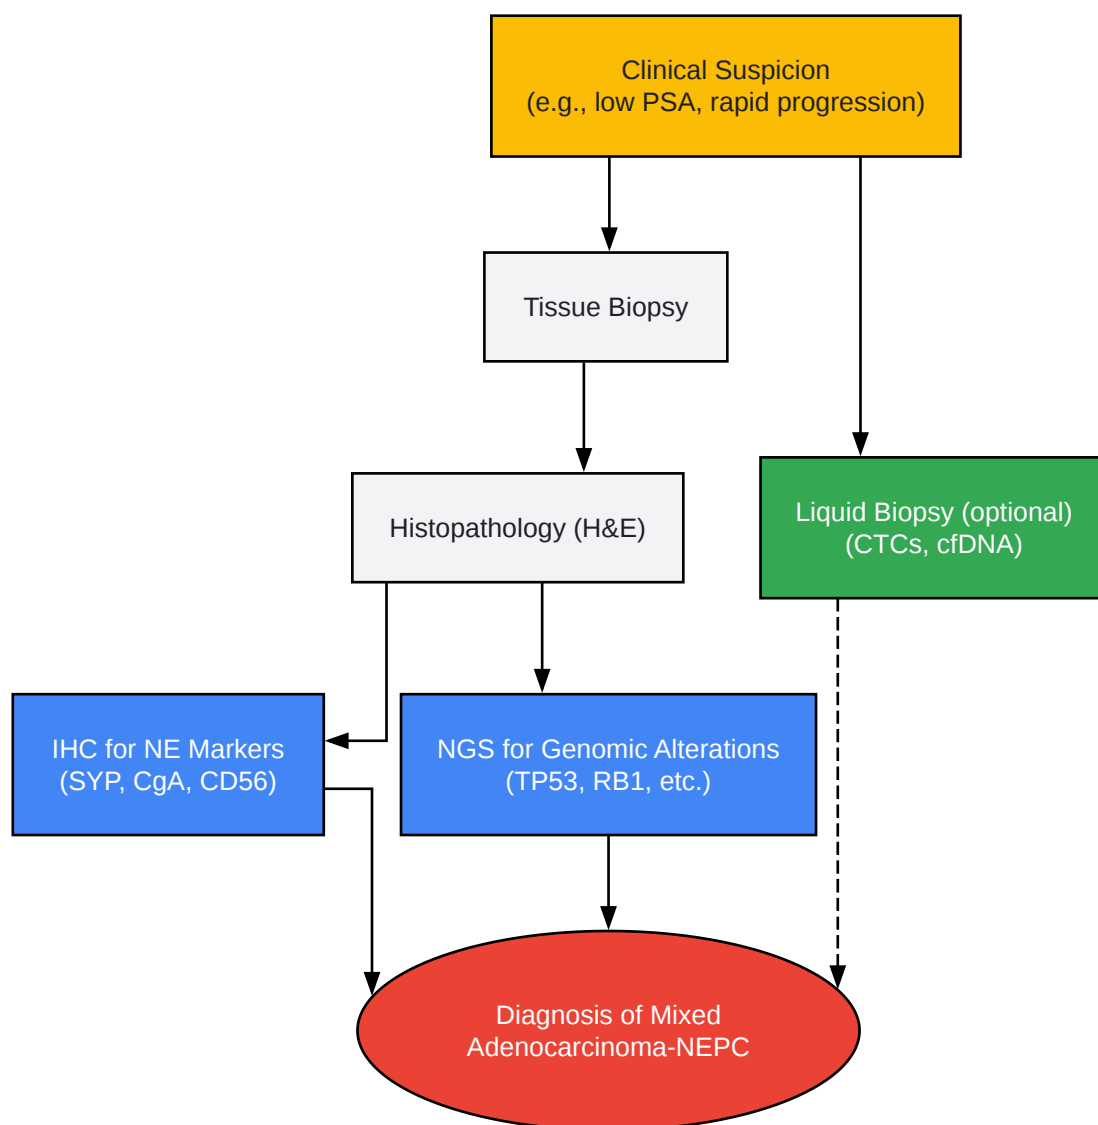 Clinical Suspicion
(e.g., low PSA, rapid progression)
Tissue Biopsy
Histopathology (H&E)
Liquid Biopsy (optional)
(CTCs, cfDNA)
IHC for NE Markers
(SYP, CgA, CD56)
NGS for Genomic Alterations
(TP53, RB1, etc.)
Diagnosis of Mixed
Adenocarcinoma-NEPC